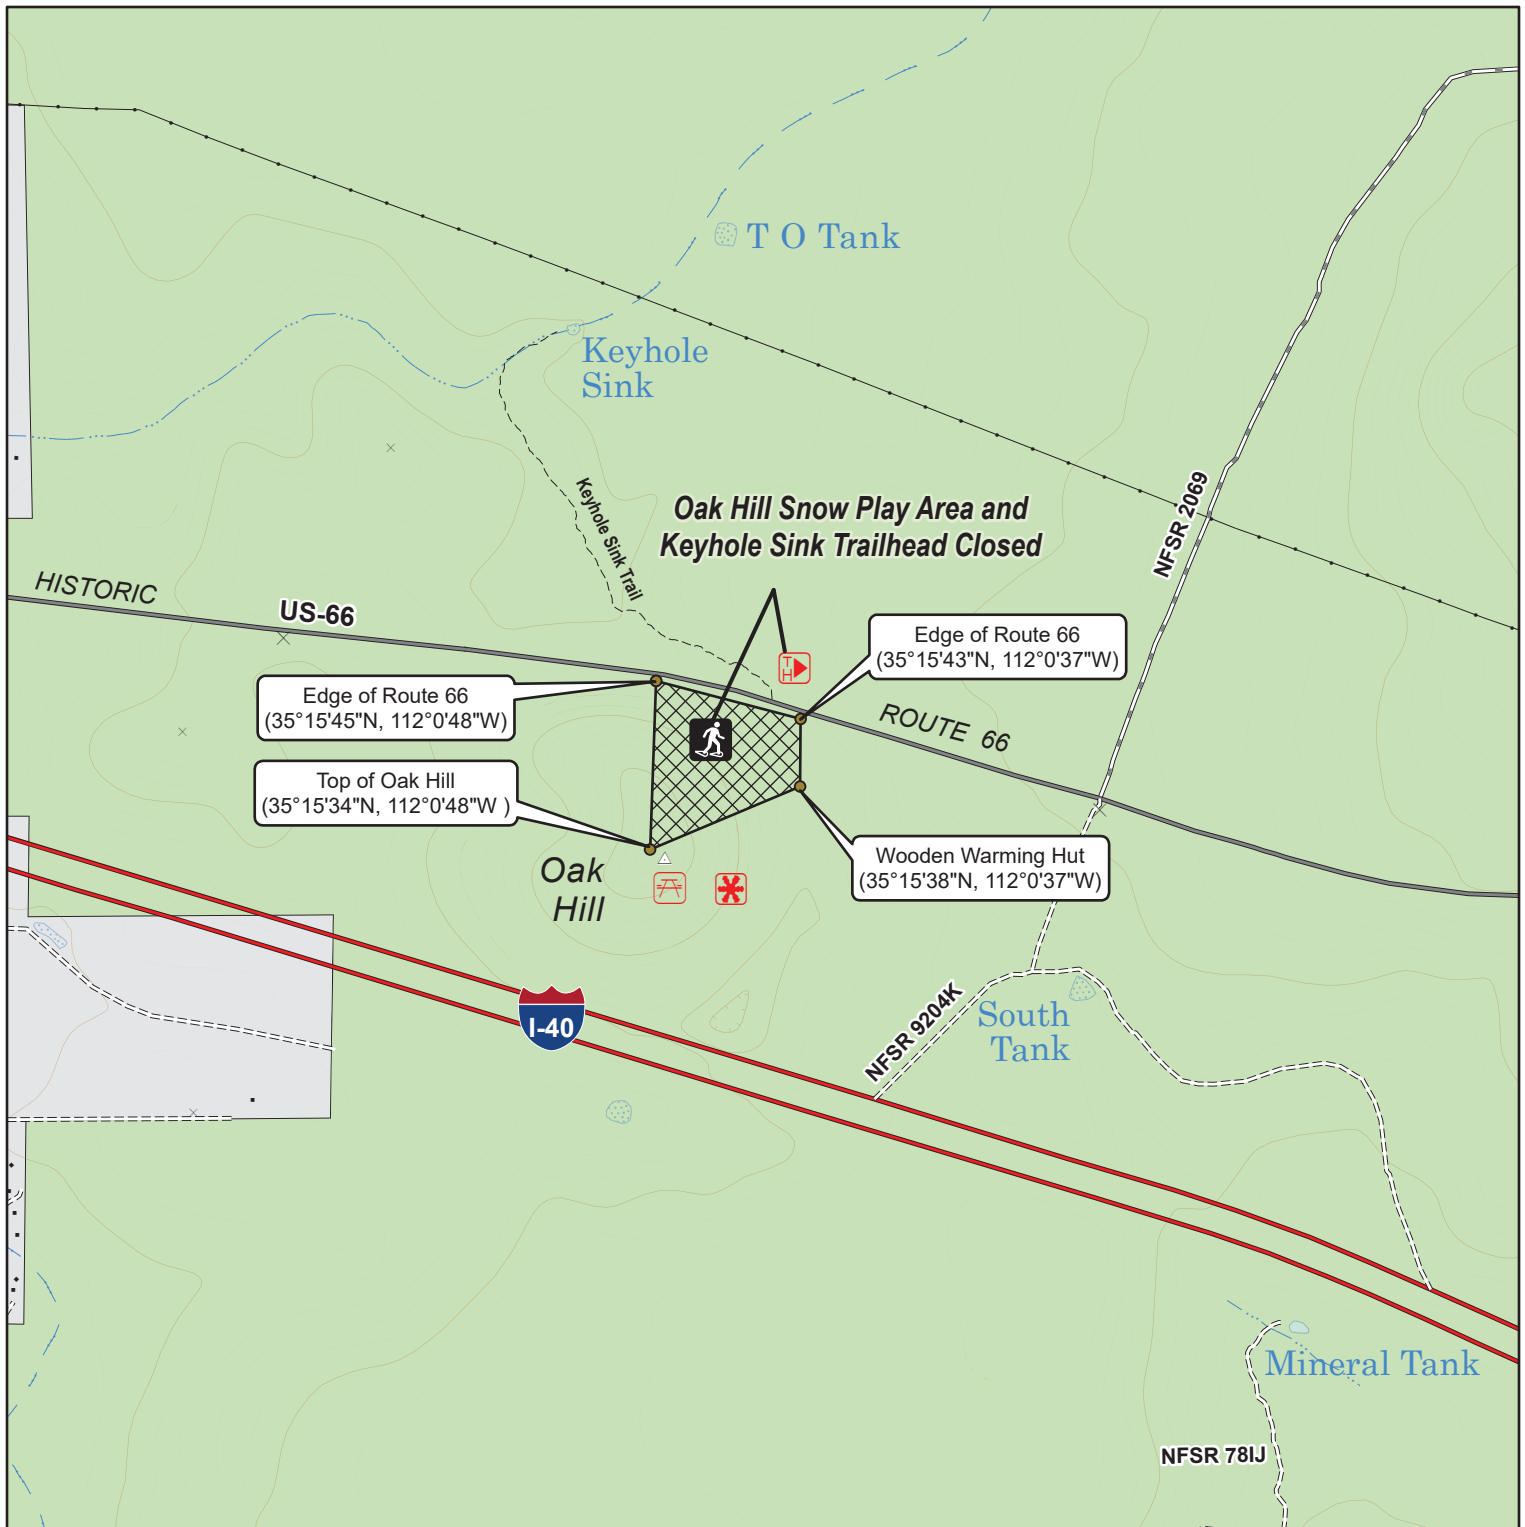 T O Tank
Keyhole
Sink
Keyhole Sink Trail
Oak Hill Snow Play Area and
Keyhole Sink Trailhead Closed
NFSR 2069
HISTORIC
US-66
T
H
Edge of Route 66
(35°15'43"N, 112°0'37"W)
Edge of Route 66
(35°15'45"N, 112°0'48"W)
ROUTE 66
Top of Oak Hill
(35°15'34"N, 112°0'48"W )
Wooden Warming Hut
(35°15'38"N, 112°0'37"W)
Oak
Hill
I-40
NFSR 9204K
South
Tank
Mineral Tank
NFSR 78IJ